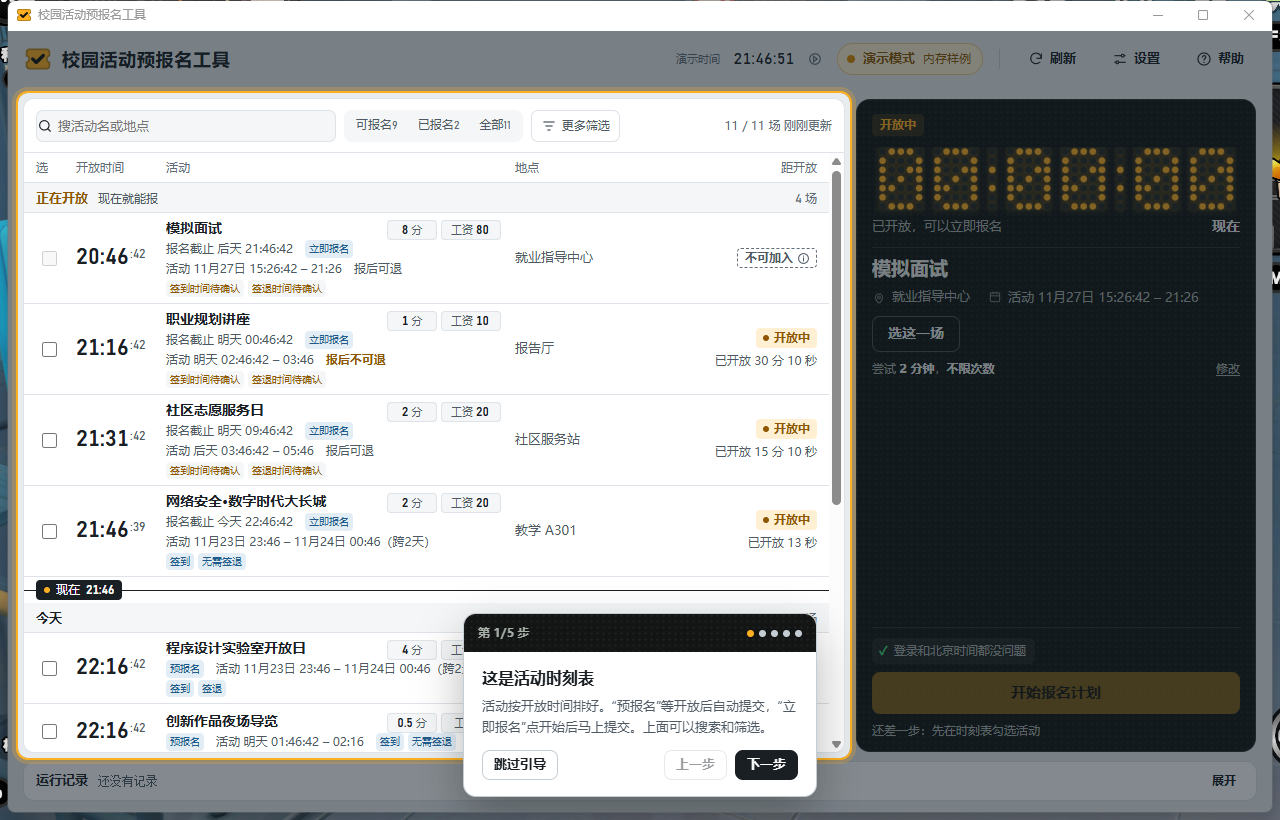 校园活动预报名工具
校园活动预报名工具
演示时间 21:46:51 演示模式 内存样例 刷新 设置 帮助
搜活动名或地点 可报名9 已报名2 全部11 更多筛选 11 / 11 场 刚刚更新
选 开放时间 活动 地点 距开放
正在开放 现在就能报 4 场
模拟面试 8 分 工资 80
报名截止 后天 21:46:42 立即报名
20:46:42 就业指导中心 不可加入
活动 11月27日 15:26:42 – 21:26 报后可退
签到时间待确认 签退时间待确认
职业规划讲座 1 分 工资 10
报名截止 明天 00:46:42 立即报名 开放中
21:16:42 报告厅
活动 明天 02:46:42 – 03:46 报后不可退 已开放 30 分 10 秒
签到时间待确认 签退时间待确认
社区志愿服务日 2 分 工资 20
报名截止 明天 09:46:42 立即报名 开放中
21:31:42 社区服务站
活动 后天 03:46:42 – 05:46 报后可退 已开放 15 分 10 秒
签到时间待确认 签退时间待确认
网络安全•数字时代大长城 2 分 工资 20
报名截止 今天 22:46:42 立即报名 开放中
21:46:39 教学 A301
活动 11月23日 23:46 – 11月24日 00:46（跨2天） 已开放 13 秒
签到 无需签退
现在 21:46
今天
程序设计实验室开放日 4 分
22:16:42 预报名 活动 11月23日 23:46 – 11月24日 00:46（跨2
签到 签退
创新作品夜场导览 0.5 分
22:16:42 预报名 活动 明天 01:46:42 – 02:16 签到 无需签退
开放中
00:00:00
已开放，可以立即报名 现在
模拟面试
就业指导中心 活动 11月27日 15:26:42 – 21:26
选这一场
尝试 2 分钟，不限次数 修改
登录和北京时间都没问题
开始报名计划
还差一步：先在时刻表勾选活动
第 1/5 步
这是活动时刻表
活动按开放时间排好。“预报名”等开放后自动提交，“立
即报名”点开始后马上提交。上面可以搜索和筛选。
跳过引导 上一步 下一步
运行记录 还没有记录 展开